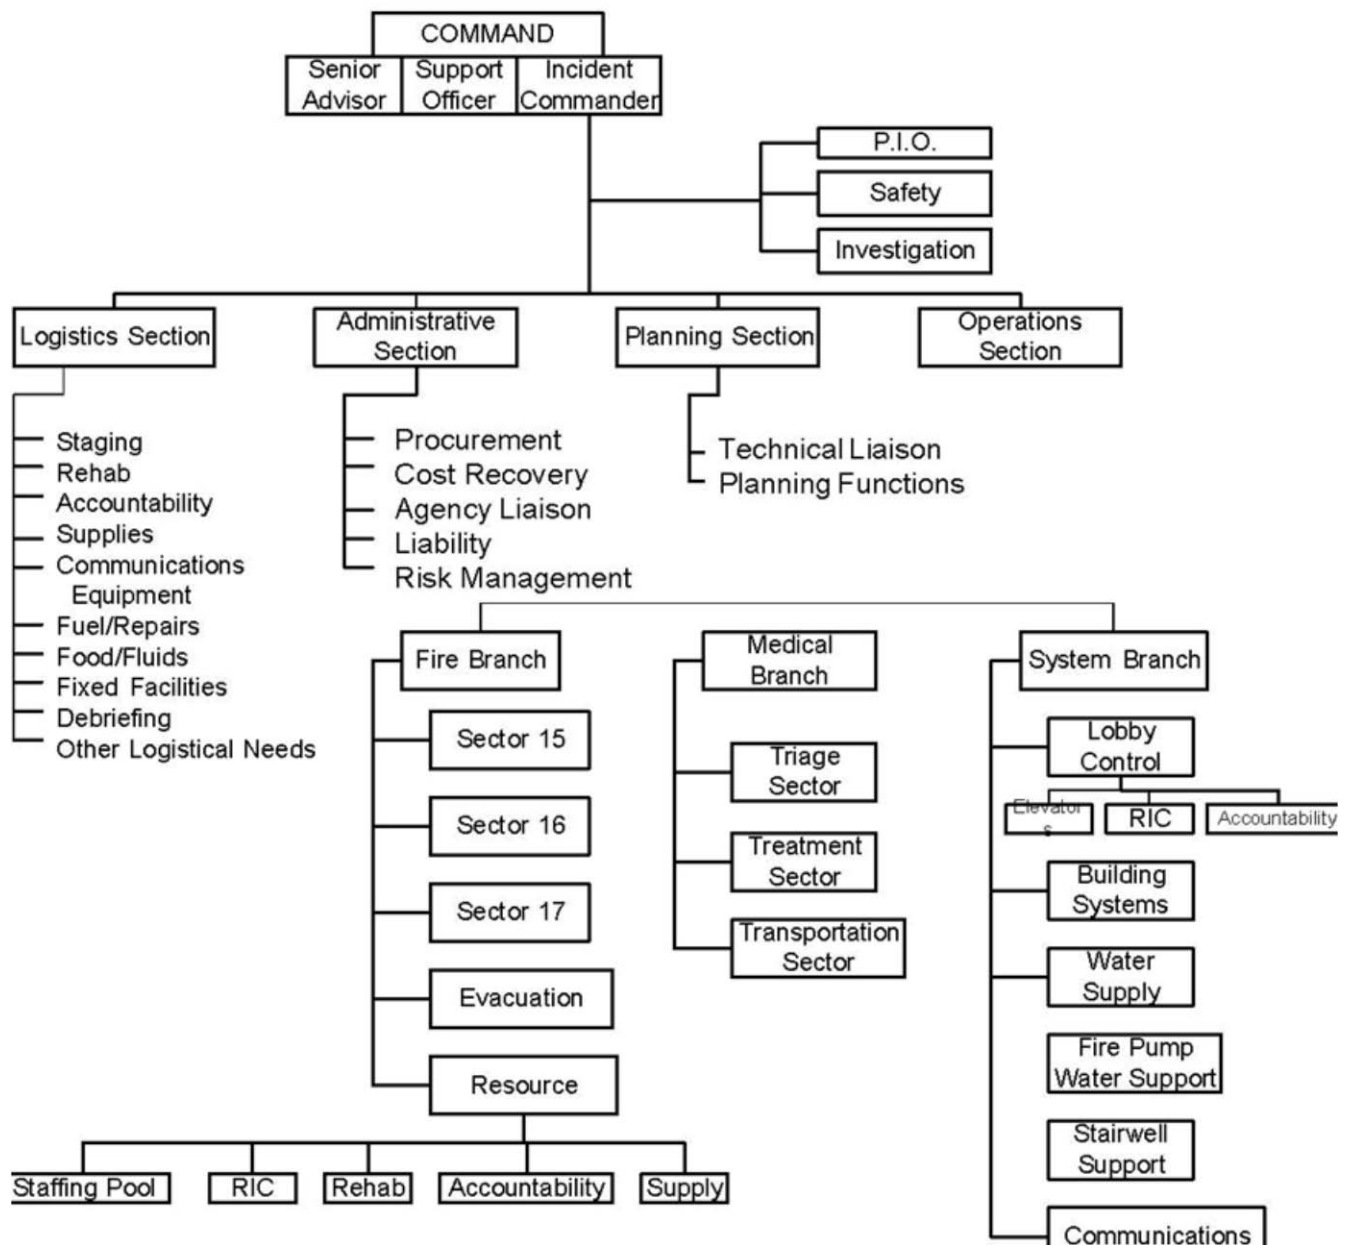 COMMAND
Senior
Advisor
Support
Officer
Incident
Commander
P.I.O.
Safety
Investigation
Logistics Section
Administrative
Section
Planning Section
Operations
Section
Staging
Rehab
Accountability
Supplies
Communications
Equipment
Fuel/Repairs
Food/Fluids
Fixed Facilities
Debriefing
Other Logistical Needs
Procurement
Cost Recovery
Agency Liaison
Liability
Risk Management
Technical Liaison
Planning Functions
Fire Branch
Sector 15
Sector 16
Sector 17
Evacuation
Resource
Staffing Pool
RIC
Rehab
Accountability
Supply
Medical
Branch
Triage
Sector
Treatment
Sector
Transportation
Sector
System Branch
Lobby
Control
Elevator
s
RIC
Accountability
Building
Systems
Water
Supply
Fire Pump
Water Support
Stairwell
Support
Communications